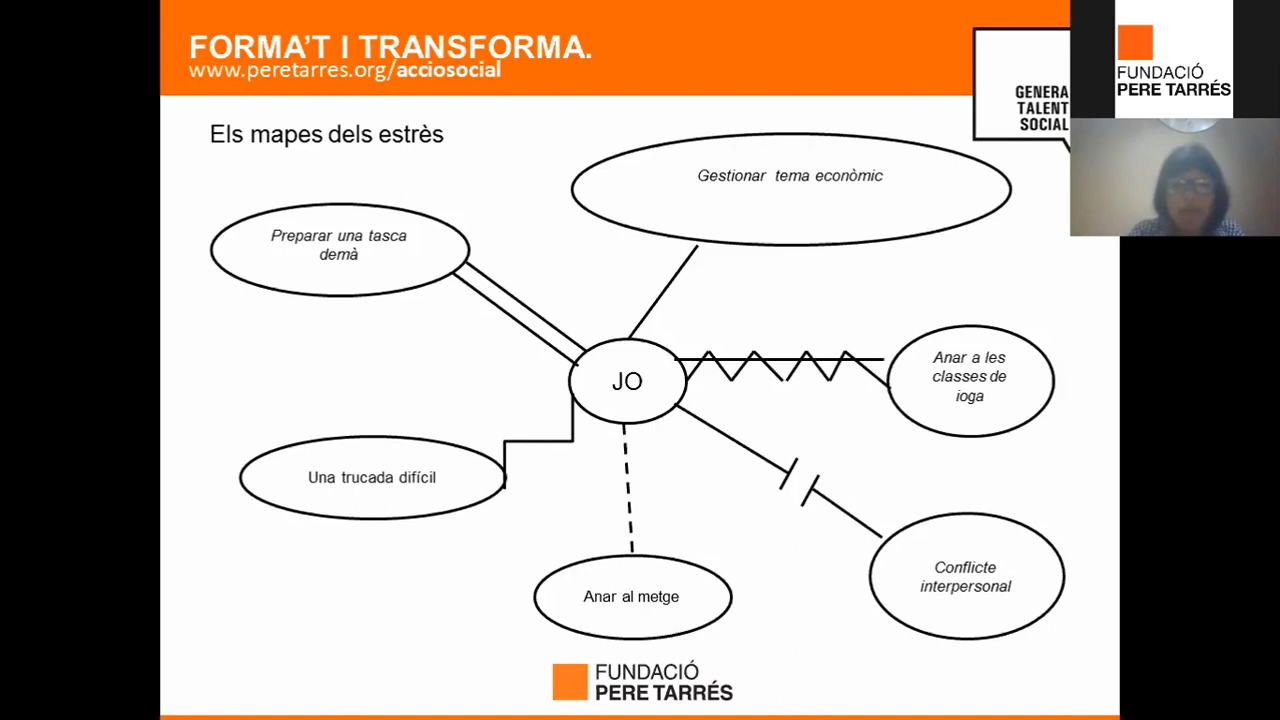 FORMA'T I TRANSFORMA.
www.peretarres.org/acciosocial
GENERA
TALENT
SOCIAL
FUNDACIÓ
PERE TARRÉS
Els mapes dels estrès
Gestionar tema econòmic
Preparar una tasca
demà
JO
Anar a les
classes de
ioga
Una trucada difícil
Conflicte
interpersonal
Anar al metge
FUNDACIÓ
PERE TARRÉS